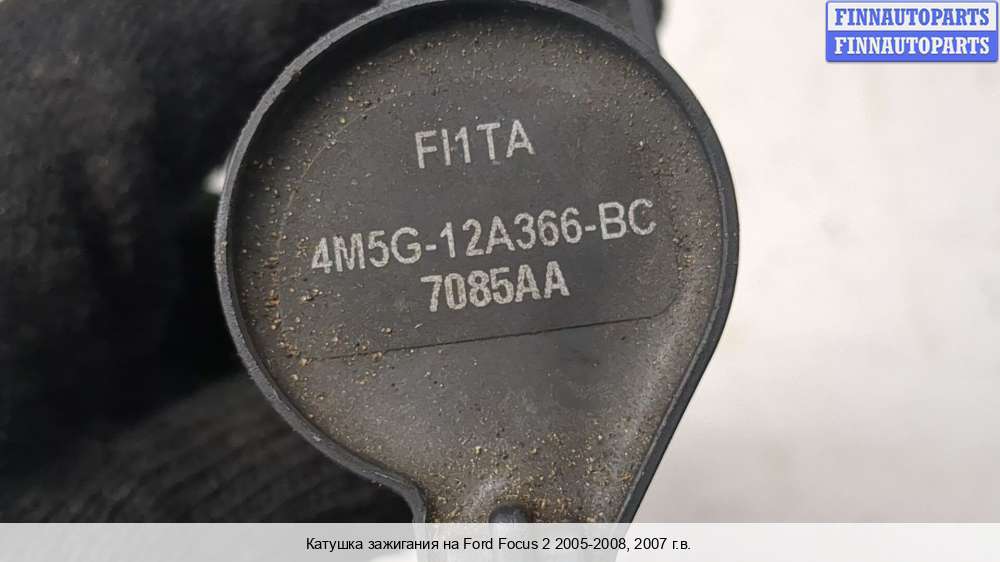 FINNAUTOPARTS
FINNAUTOPARTS
FI1TA
4M5G-12A366-BC
7085AA
Катушка зажигания на Ford Focus 2 2005-2008, 2007 г.в.